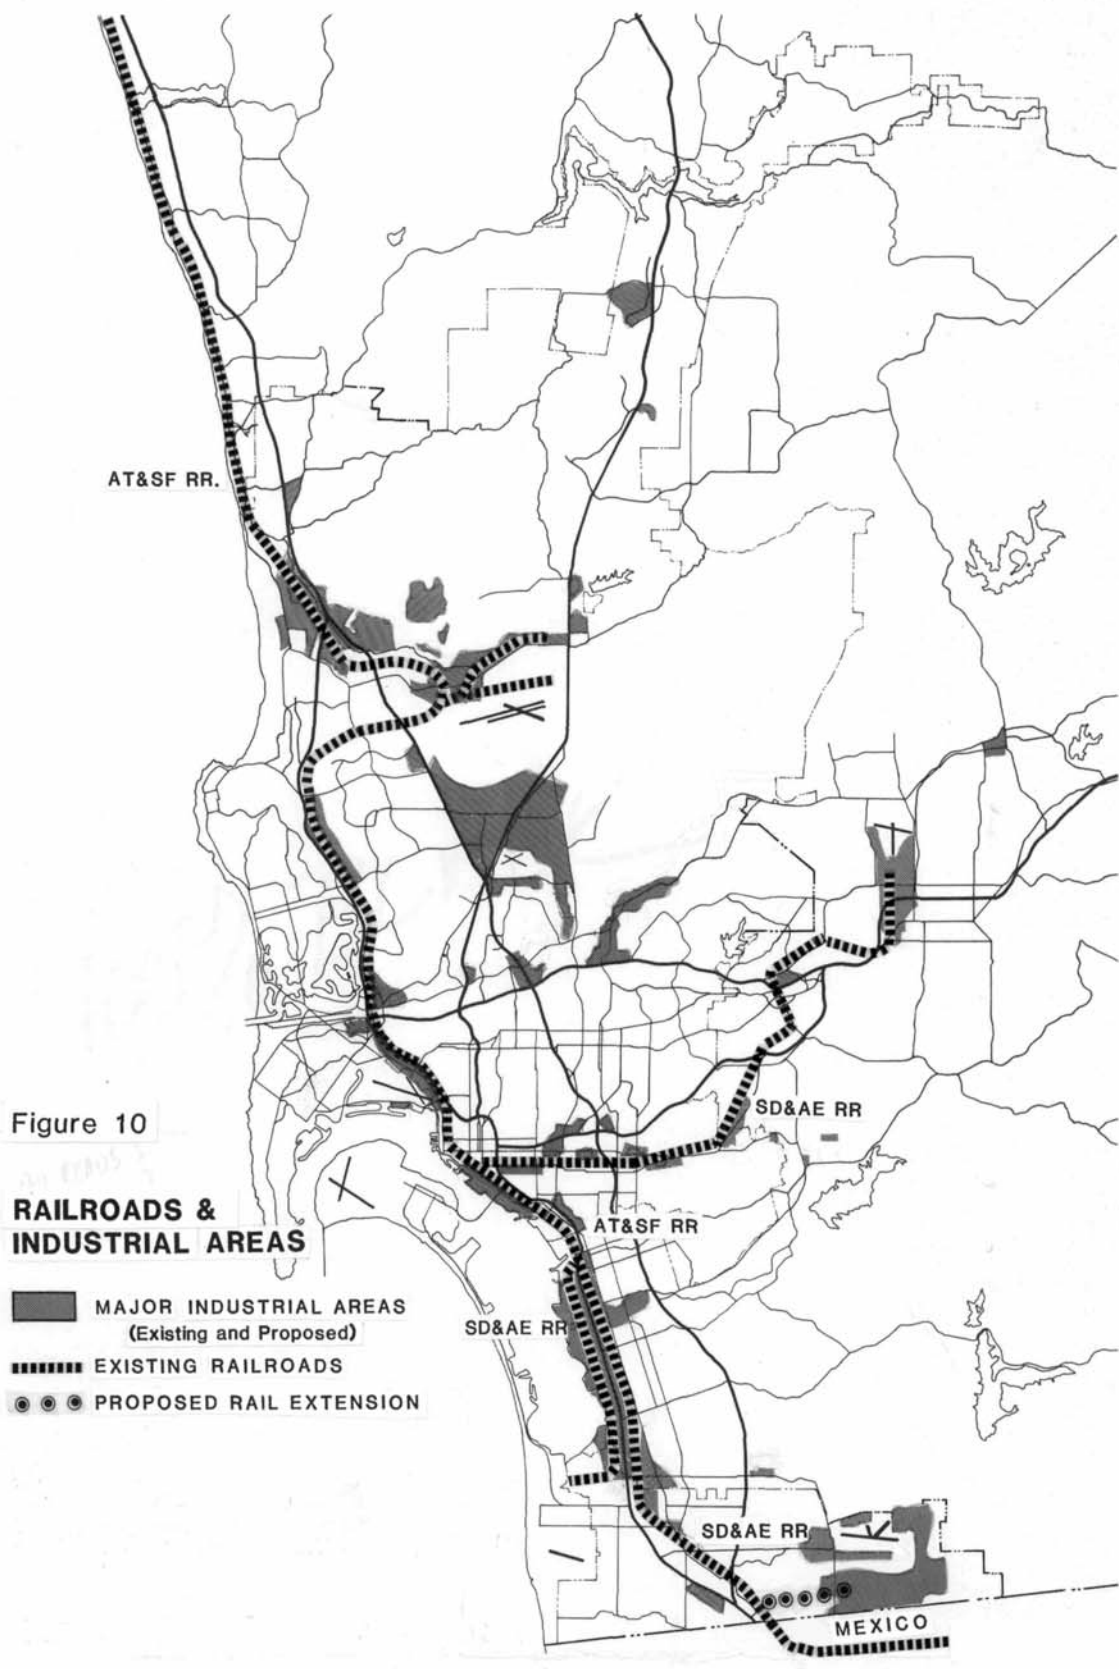 AT&SF RR.
Figure 10
SD&AE RR
RAILROADS &
INDUSTRIAL AREAS
AT&SF RR
MAJOR INDUSTRIAL AREAS
(Existing and Proposed)
SD&AE RR
EXISTING RAILROADS
PROPOSED RAIL EXTENSION
SD&AE RR
MEXICO